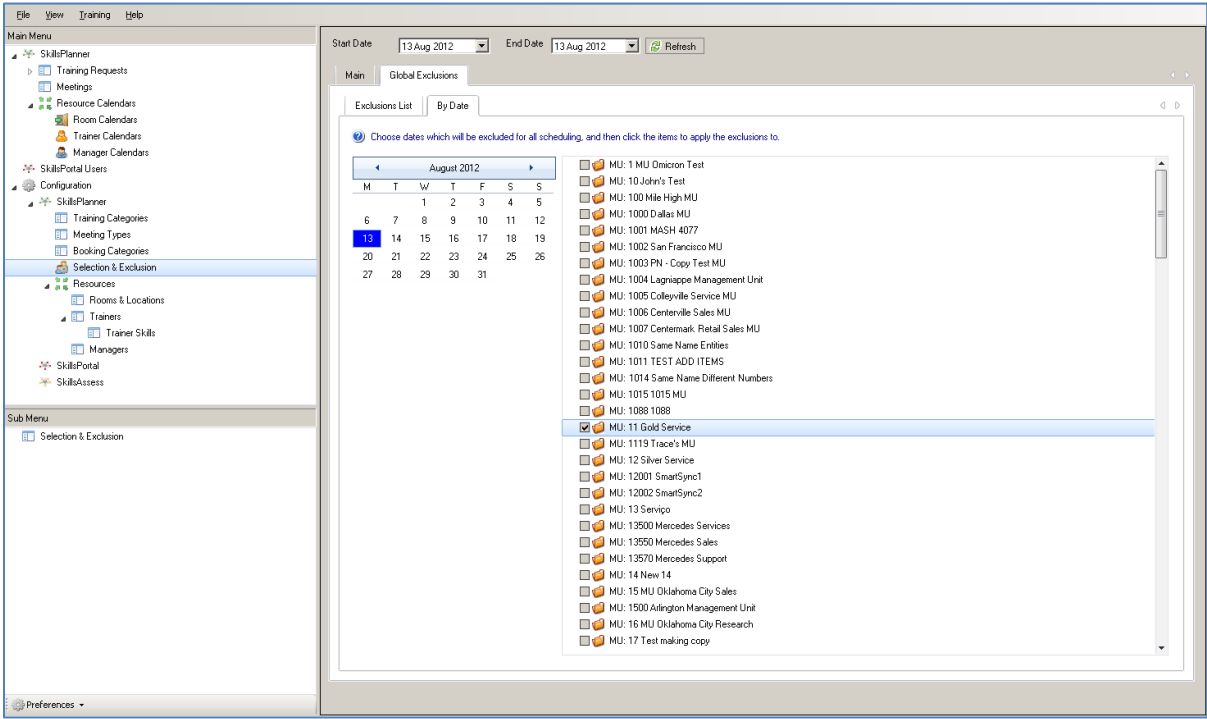 File View Training Help
Main Menu
SkillsPlanner
Training Requests
Meetings
Resource Calendars
Room Calendars
Trainer Calendars
Manager Calendars
SkillsPortal Users
Configuration
SkillsPlanner
Training Categories
Meeting Types
Booking Categories
Selection & Exclusion
Resources
Rooms & Locations
Trainers
Trainer Skills
Managers
SkillsPortal
SkillsAssess
Sub Menu
Selection & Exclusion
Preferences
Start Date 13 Aug 2012 End Date 13 Aug 2012 Refresh
Main Global Exclusions
Exclusions List By Date
Choose dates which will be excluded for all scheduling, and then click the items to apply the exclusions to.
August 2012
M T W T F S S
1 2 3 4 5
6 7 8 9 10 11 12
13 14 15 16 17 18 19
20 21 22 23 24 25 26
27 28 29 30 31
MU: 1 MU Omicron Test
MU: 10 John's Test
MU: 100 Mile High MU
MU: 1000 Dallas MU
MU: 1001 MASH 4077
MU: 1002 San Francisco MU
MU: 1003 PN - Copy Test MU
MU: 1004 Lagniappe Management Unit
MU: 1005 Colleyville Service MU
MU: 1006 Centerville Sales MU
MU: 1007 Centermark Retail Sales MU
MU: 1010 Same Name Entities
MU: 1011 TEST ADD ITEMS
MU: 1014 Same Name Different Numbers
MU: 1015 1015 MU
MU: 1088 1088
MU: 11 Gold Service
MU: 1119 Trace's MU
MU: 12 Silver Service
MU: 12001 SmartSync1
MU: 12002 SmartSync2
MU: 13 Serviço
MU: 13500 Mercedes Services
MU: 13550 Mercedes Sales
MU: 13570 Mercedes Support
MU: 14 New 14
MU: 15 MU Oklahoma City Sales
MU: 1500 Arlington Management Unit
MU: 16 MU Oklahoma City Research
MU: 17 Test making copy